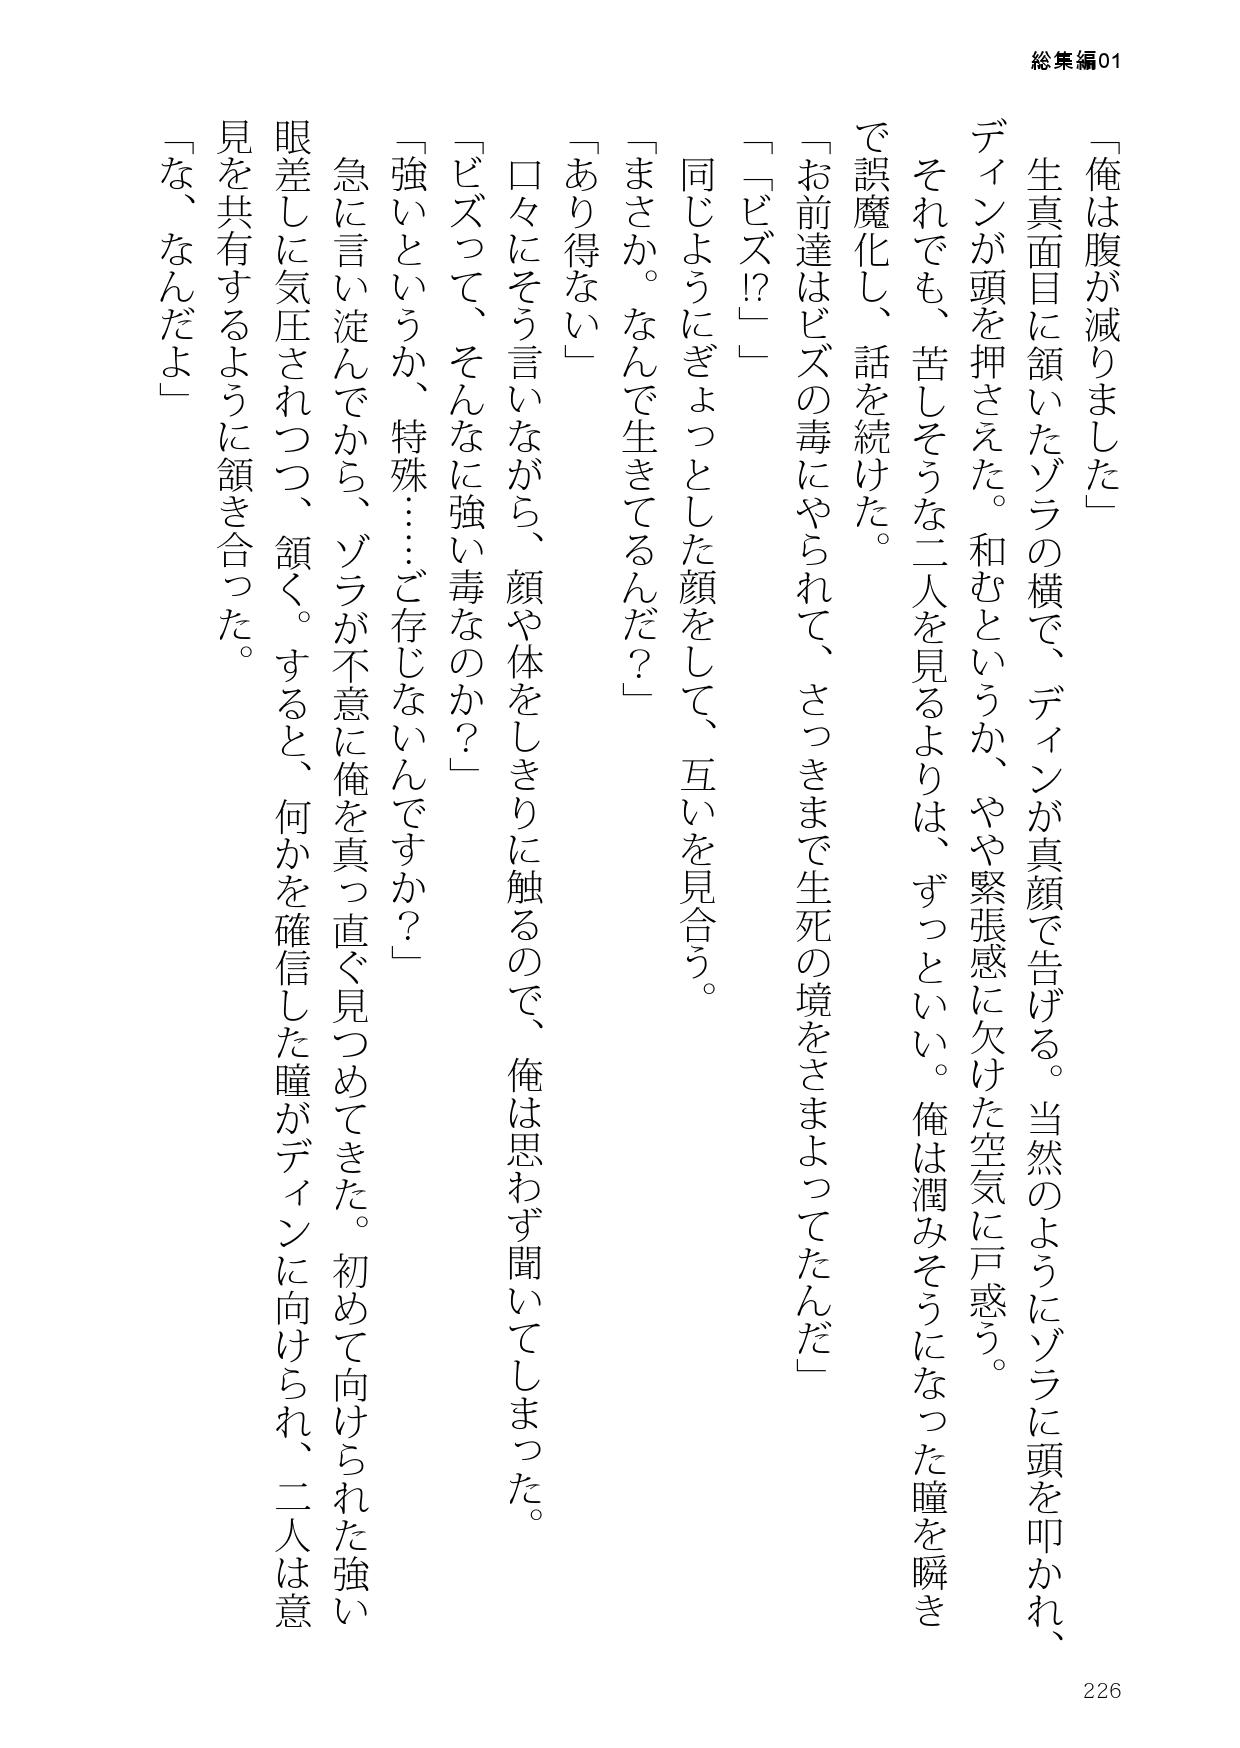 総集編01
「俺は腹が減りました」
　生真面目に頷いたゾラの横で、ディンが真顔で告げる。当然のようにゾラに頭を叩かれ、
ディンが頭を押さえた。和むというか、やや緊張感に欠けた空気に戸惑う。
　それでも、苦しそうな二人を見るよりは、ずっといい。俺は潤みそうになった瞳を瞬き
で誤魔化し、話を続けた。
「お前達はビズの毒にやられて、さっきまで生死の境をさまよってたんだ」
「「ビズ!?」」
　同じようにぎょっとした顔をして、互いを見合う。
「まさか。なんで生きてるんだ？」
「あり得ない」
　口々にそう言いながら、顔や体をしきりに触るので、俺は思わず聞いてしまった。
「ビズって、そんなに強い毒なのか？」
「強いというか、特殊……ご存じないんですか？」
　急に言い淀んでから、ゾラが不意に俺を真っ直ぐ見つめてきた。初めて向けられた強い
眼差しに気圧されつつ、頷く。すると、何かを確信した瞳がディンに向けられ、二人は意
見を共有するように頷き合った。
「な、なんだよ」
226